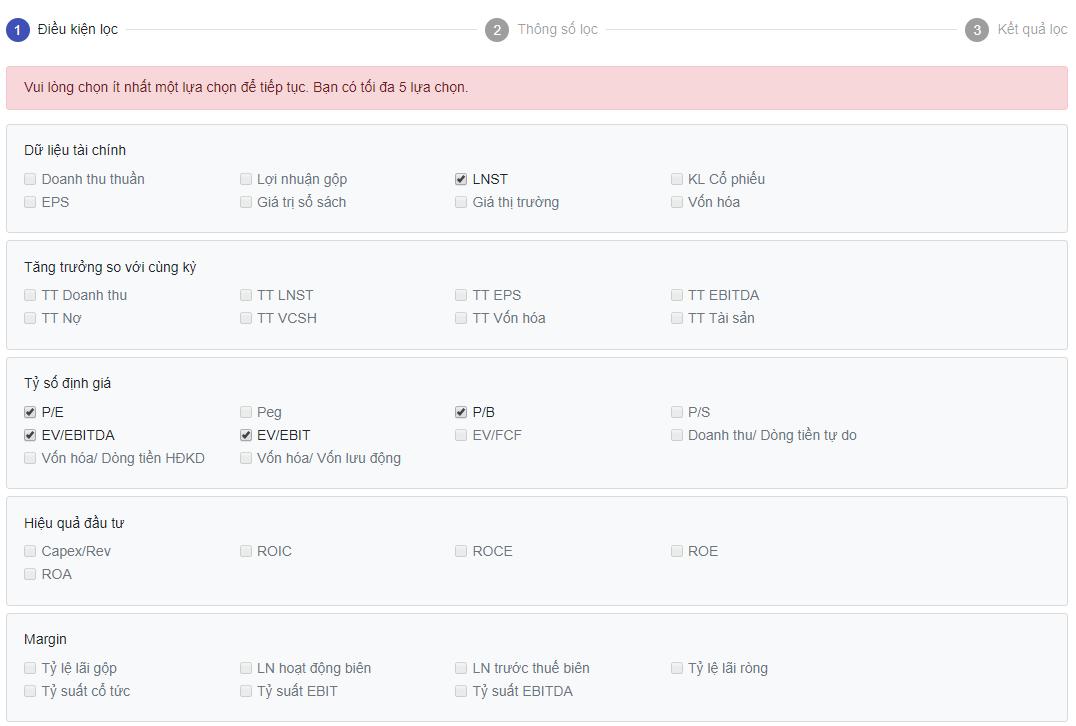 1 Điều kiện lọc 2 Thông số lọc 3 Kết quả lọc
Vui lòng chọn ít nhất một lựa chọn để tiếp tục. Bạn có tối đa 5 lựa chọn.
Dữ liệu tài chính
Doanh thu thuần Lợi nhuận gộp LNST KL Cổ phiếu
EPS Giá trị sổ sách Giá thị trường Vốn hóa
Tăng trưởng so với cùng kỳ
TT Doanh thu TT LNST TT EPS TT EBITDA
TT Nợ TT VCSH TT Vốn hóa TT Tài sản
Tỷ số định giá
P/E Peg P/B P/S
EV/EBITDA EV/EBIT EV/FCF Doanh thu/ Dòng tiền tự do
Vốn hóa/ Dòng tiền HĐKD Vốn hóa/ Vốn lưu động
Hiệu quả đầu tư
Capex/Rev ROIC ROCE ROE
ROA
Margin
Tỷ lệ lãi gộp LN hoạt động biên LN trước thuế biên Tỷ lệ lãi ròng
Tỷ suất cổ tức Tỷ suất EBIT Tỷ suất EBITDA